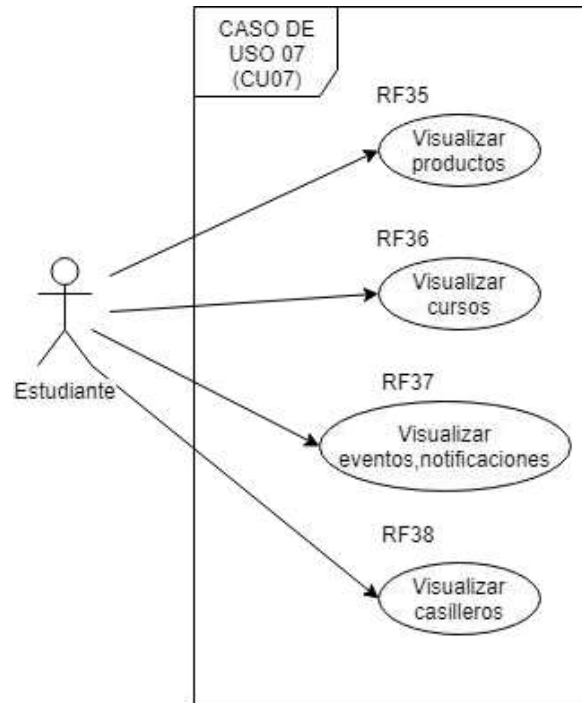 CASO DE
USO 07
(CU07)
RF35
Visualizar
productos
RF36
Visualizar
cursos
Estudiante
RF37
Visualizar
eventos,notificaciones
RF38
Visualizar
casilleros